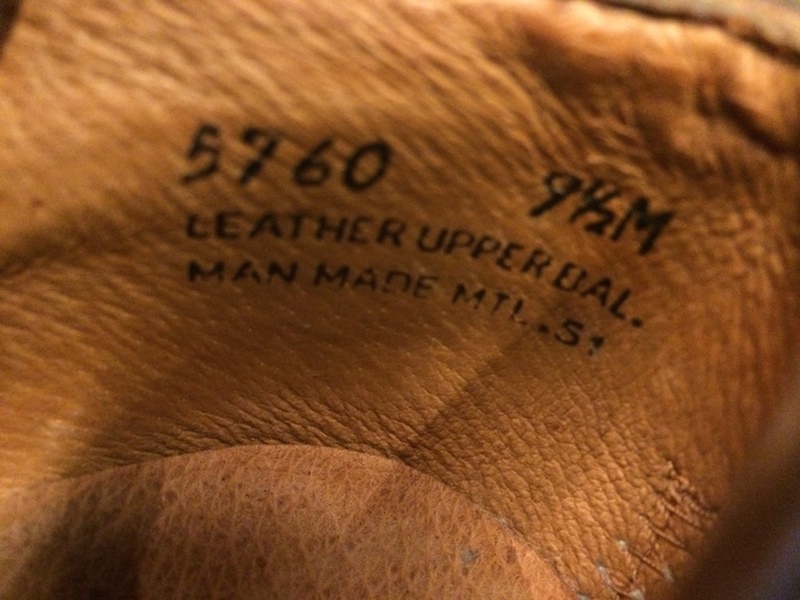 5760 9½M
LEATHER UPPER BAL.
MAN MADE MTL.S1